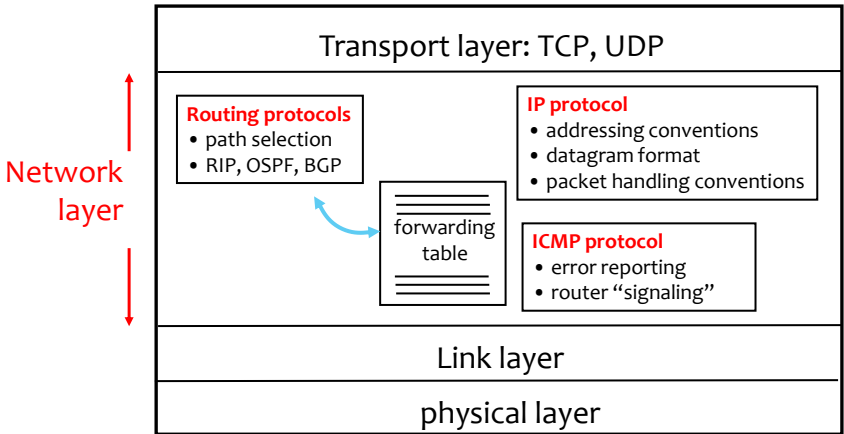 Transport layer: TCP, UDP
Network
layer
Routing protocols
• path selection
• RIP, OSPF, BGP
IP protocol
• addressing conventions
• datagram format
• packet handling conventions
forwarding
table
ICMP protocol
• error reporting
• router “signaling”
Link layer
physical layer